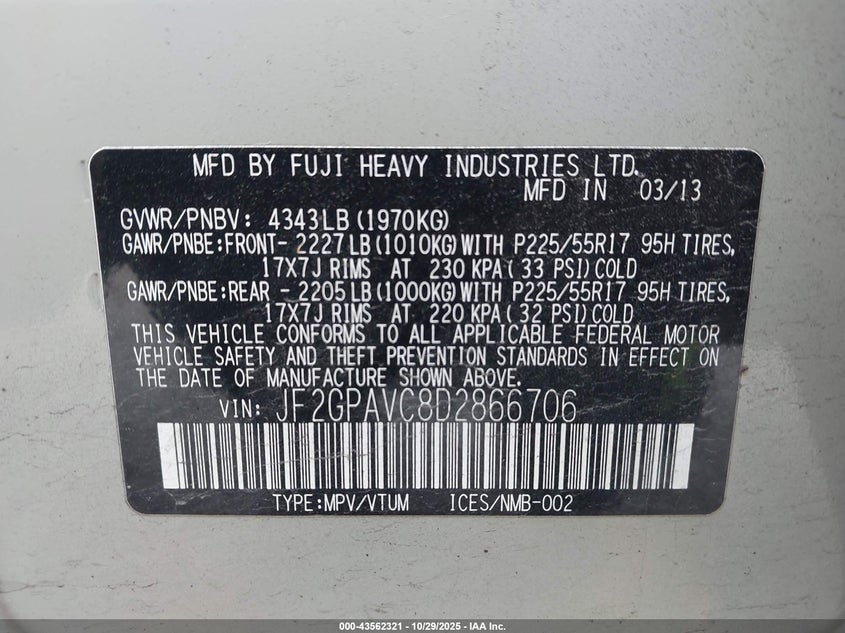 MFD BY FUJI HEAVY INDUSTRIES LTD.
MFD IN 03/13
GVWR/PNBV: 4343LB (1970KG)
GAWR/PNBE:FRONT- 2227LB (1010KG) WITH P225/55R17 95H TIRES,
17X7J RIMS AT 230 KPA( 33 PSI) COLD
GAWR/PNBE:REAR - 2205LB (1000KG) WITH P225/55R17 95H TIRES,
17X7J RIMS AT 220 KPA( 32 PSI) COLD
THIS VEHICLE CONFORMS TO ALL APPLICABLE FEDERAL MOTOR
VEHICLE SAFETY AND THEFT PREVENTION STANDARDS IN EFFECT ON
THE DATE OF MANUFACTURE SHOWN ABOVE.
VIN: JF2GPAVC8D2866706
TYPE:MPV/VTUM ICES/NMB-002
000-43562321 | 10/29/2025 - IAA Inc.